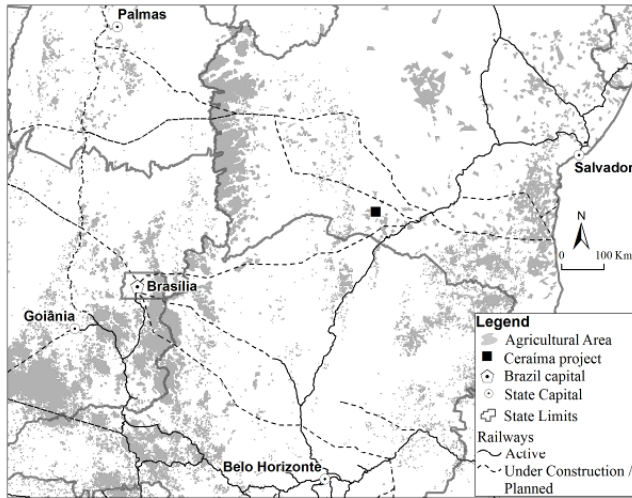 Palmas
Salvador
N
0 100 Km
Brasília
Goiânia
Belo Horizonte
Legend
Agricultural Area
Ceraíma project
Brazil capital
State Capital
State Limits
Railways
Active
Under Construction /
Planned